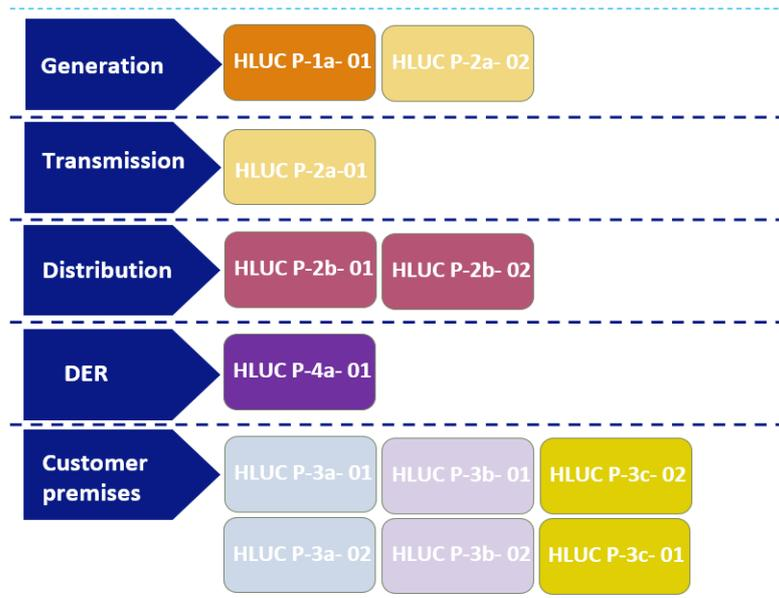 Generation
HLUC P-1a- 01
HLUC P-2a- 02
Transmission
HLUC P-2a-01
Distribution
HLUC P-2b- 01
HLUC P-2b- 02
DER
HLUC P-4a- 01
Customer
premises
HLUC P-3a- 01
HLUC P-3b- 01
HLUC P-3c- 02
HLUC P-3a- 02
HLUC P-3b- 02
HLUC P-3c- 01